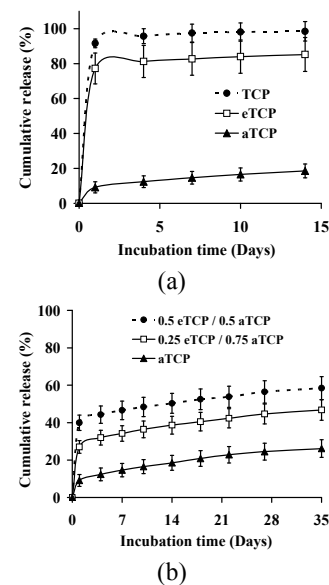 Cumulative release (%)
100
80
60
40
20
0
TCP
eTCP
aTCP
0 5 10 15
Incubation time (Days)
(a)
Cumulative release (%)
100
80
60
40
20
0
0.5 eTCP / 0.5 aTCP
0.25 eTCP / 0.75 aTCP
aTCP
0 7 14 21 28 35
Incubation time (Days)
(b)